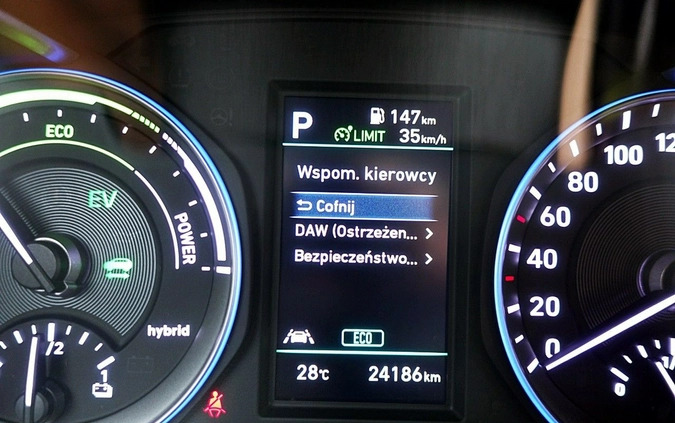 ECO
EV
POWER
hybrid
/2
1
P
147km
LIMIT 35km/h
Wspom. kierowcy
Cofnij
DAW (Ostrzeżen...
Bezpieczeństwo...
ECO
28°C 24186km
100
80
60
40
20
0
0